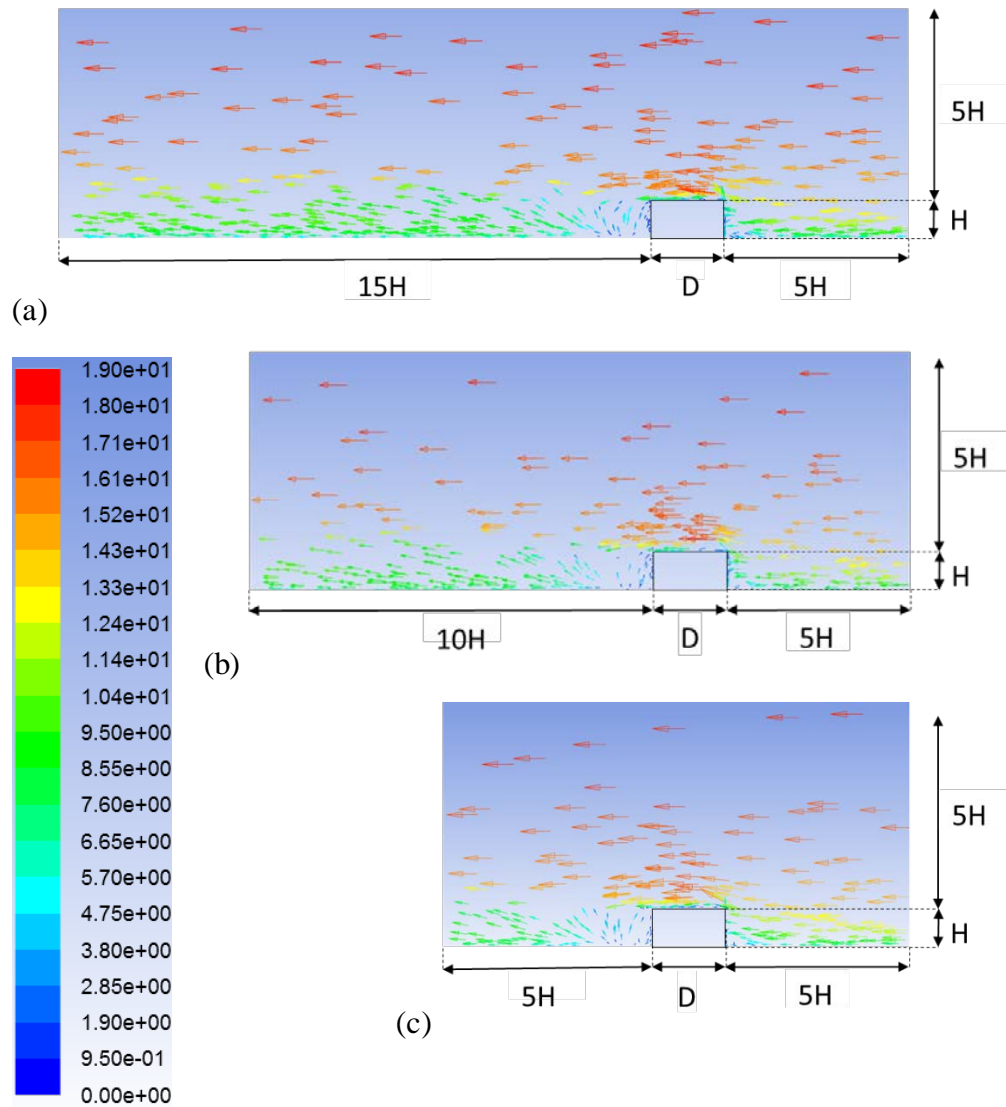 5H
H
15H D 5H
(a)
1.90e+01
1.80e+01
1.71e+01
1.61e+01
1.52e+01
1.43e+01
1.33e+01
1.24e+01
1.14e+01
1.04e+01
9.50e+00
8.55e+00
7.60e+00
6.65e+00
5.70e+00
4.75e+00
3.80e+00
2.85e+00
1.90e+00
9.50e-01
0.00e+00
5H
H
10H D 5H
(b)
5H
H
5H D 5H
(c)